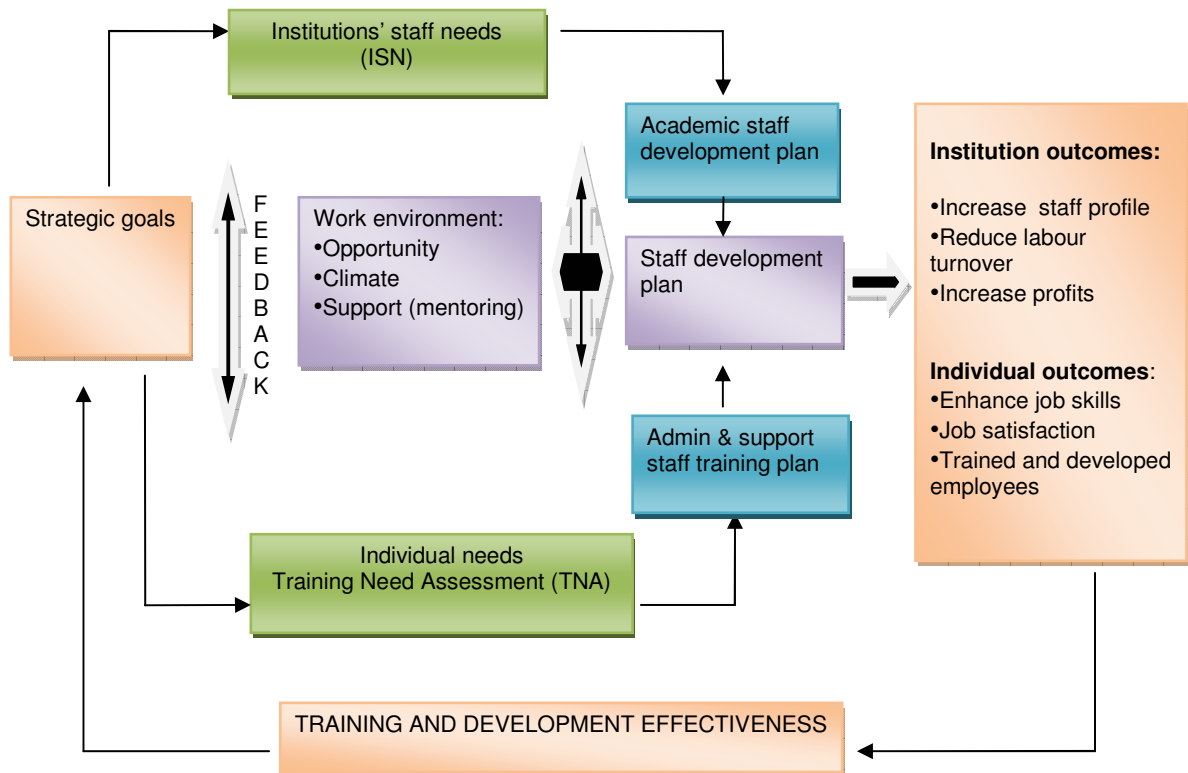 Institutions’ staff needs
(ISN)
Academic staff
development plan
Strategic goals
F
E
E
D
B
A
C
K
Work environment:
•Opportunity
•Climate
•Support (mentoring)
Staff development
plan
Admin & support
staff training plan
Individual needs
Training Need Assessment (TNA)
Institution outcomes:
•Increase staff profile
•Reduce labour
turnover
•Increase profits
Individual outcomes:
•Enhance job skills
•Job satisfaction
•Trained and developed
employees
TRAINING AND DEVELOPMENT EFFECTIVENESS